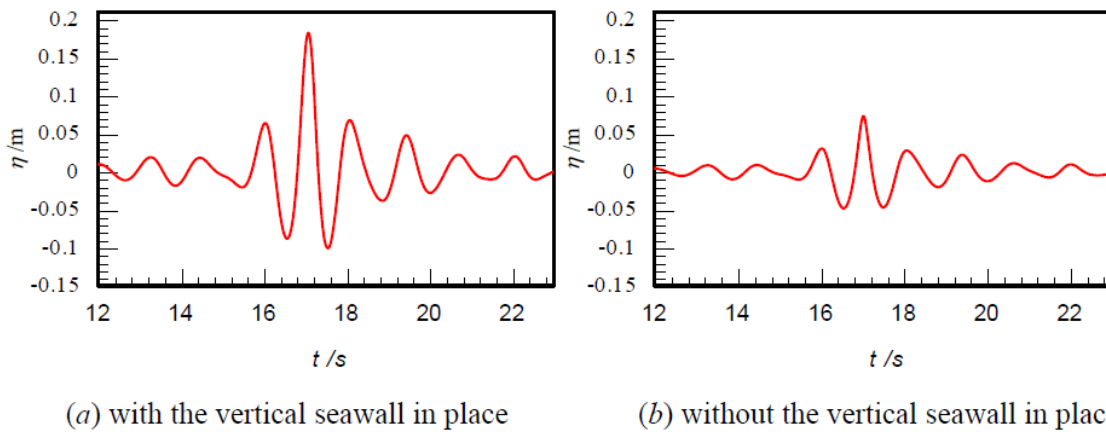 0.2
0.15
0.1
0.05
0
-0.05
-0.1
-0.15
η /m
12 14 16 18 20 22
t /s
(a) with the vertical seawall in place
0.2
0.15
0.1
0.05
0
-0.05
-0.1
-0.15
η /m
12 14 16 18 20 22
t /s
(b) without the vertical seawall in plac